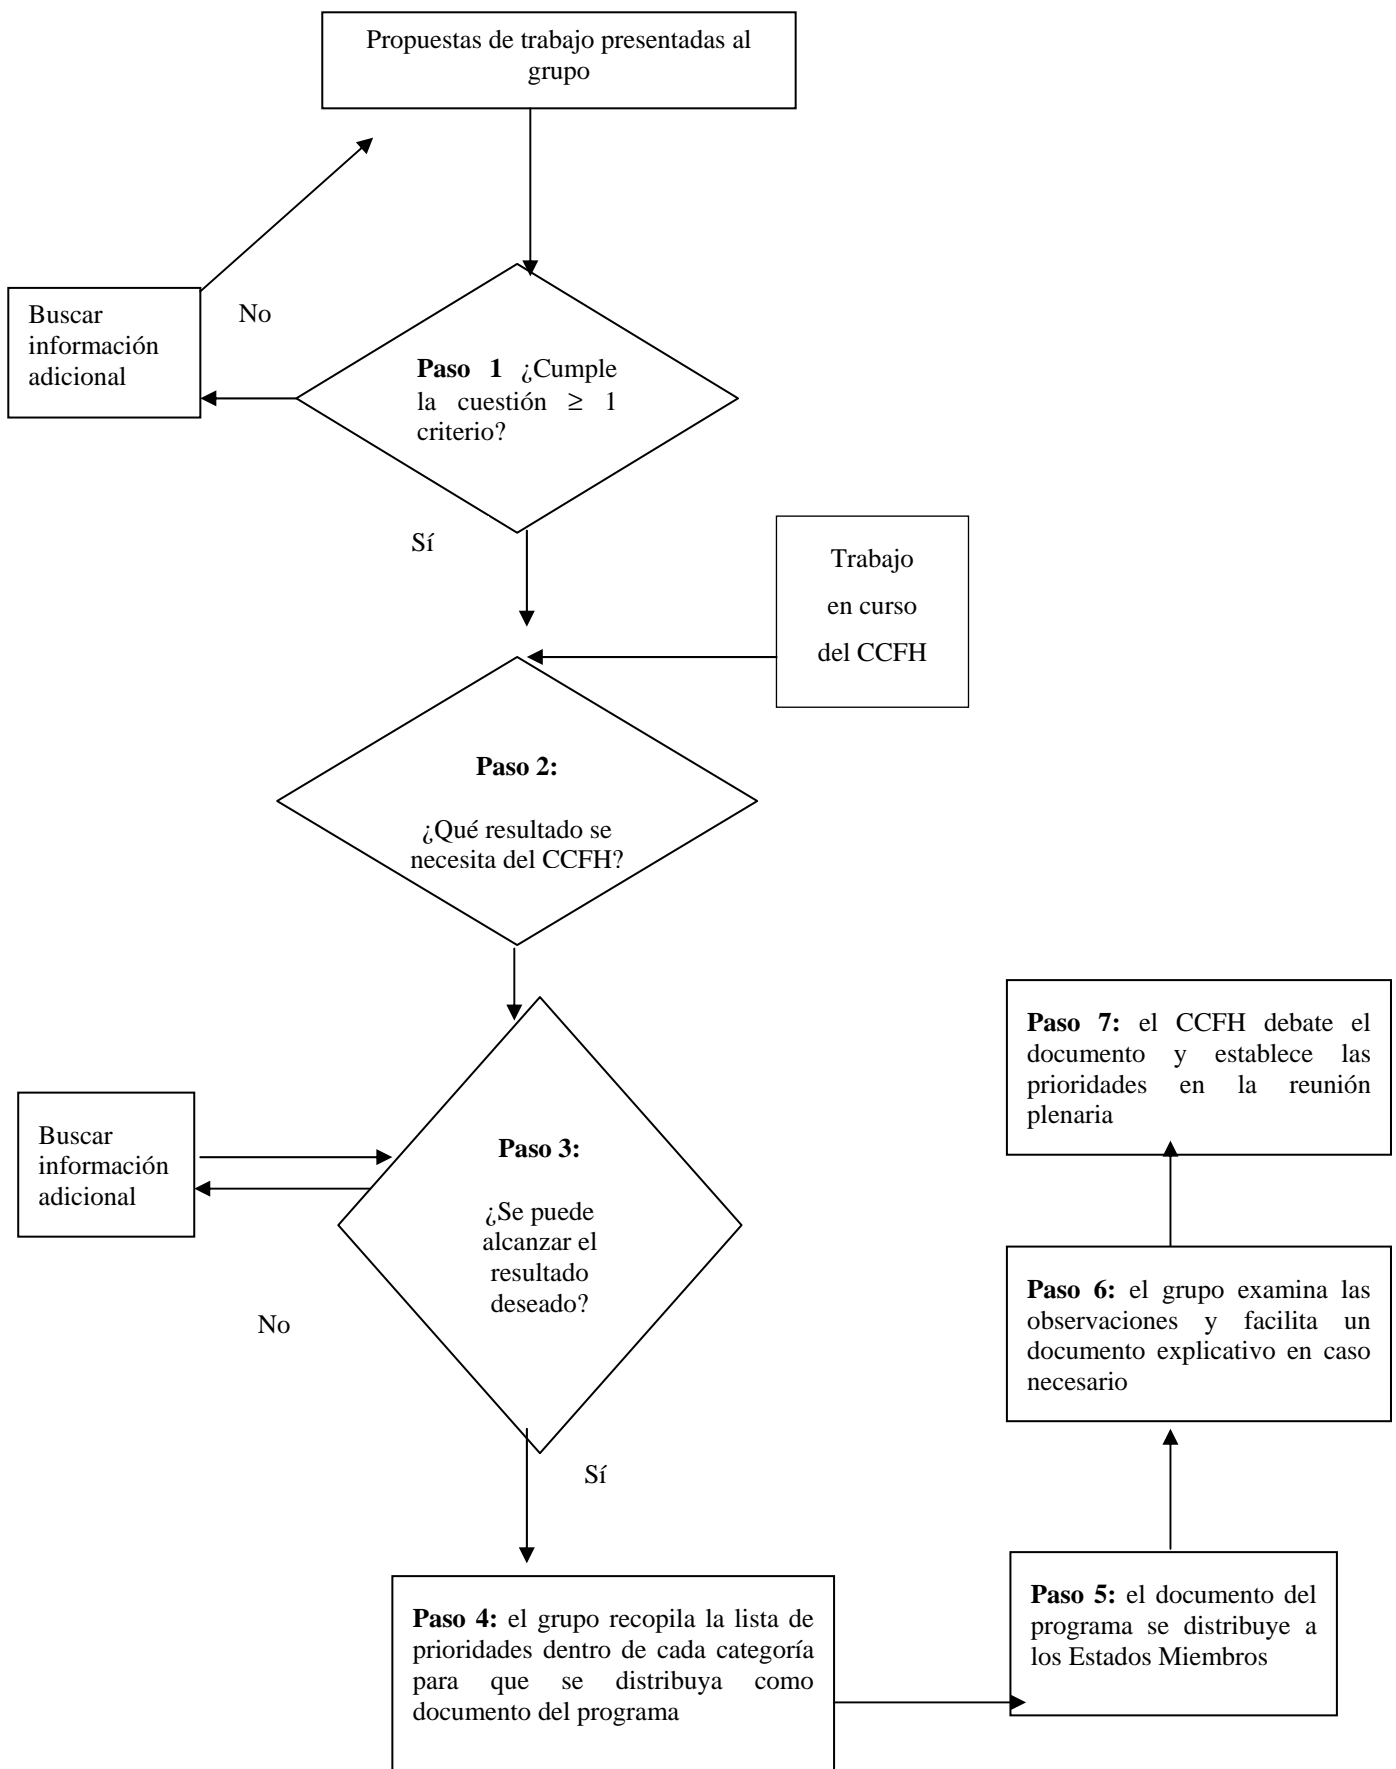 Propuestas de trabajo presentadas al
grupo
Buscar
información
adicional
No
Paso 1 ¿Cumple
la cuestión ≥ 1
criterio?
Sí
Trabajo
en curso
del CCFH
Paso 2:
¿Qué resultado se
necesita del CCFH?
Buscar
información
adicional
Paso 3:
¿Se puede
alcanzar el
resultado
deseado?
No
Sí
Paso 4: el grupo recopila la lista de
prioridades dentro de cada categoría
para que se distribuya como
documento del programa
Paso 5: el documento del
programa se distribuye a
los Estados Miembros
Paso 6: el grupo examina las
observaciones y facilita un
documento explicativo en caso
necesario
Paso 7: el CCFH debate el
documento y establece las
prioridades en la reunión
plenaria